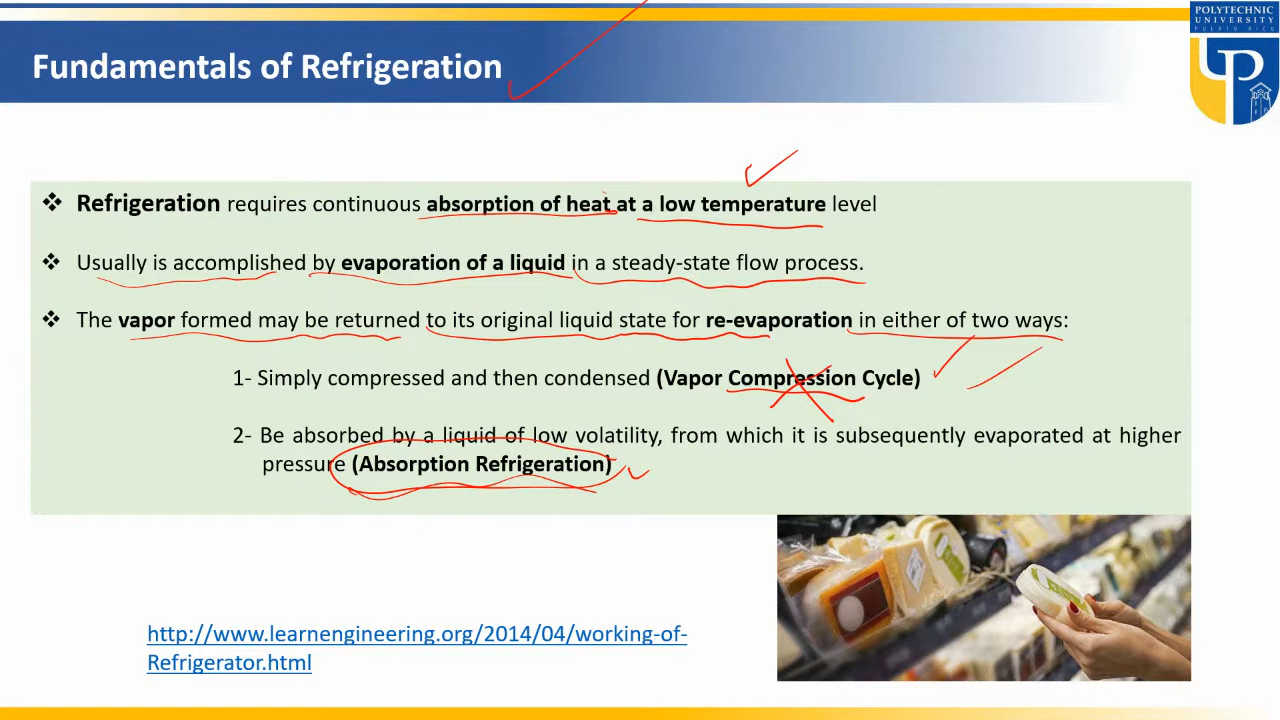 POLYTECHNIC
UNIVERSITY
PUERTO RICO
Fundamentals of Refrigeration
❖ Refrigeration requires continuous absorption of heat at a low temperature level
❖ Usually is accomplished by evaporation of a liquid in a steady-state flow process.
❖ The vapor formed may be returned to its original liquid state for re-evaporation in either of two ways:
1- Simply compressed and then condensed (Vapor Compression Cycle)
2- Be absorbed by a liquid of low volatility, from which it is subsequently evaporated at higher
pressure (Absorption Refrigeration)
http://www.learnengineering.org/2014/04/working-of-
Refrigerator.html